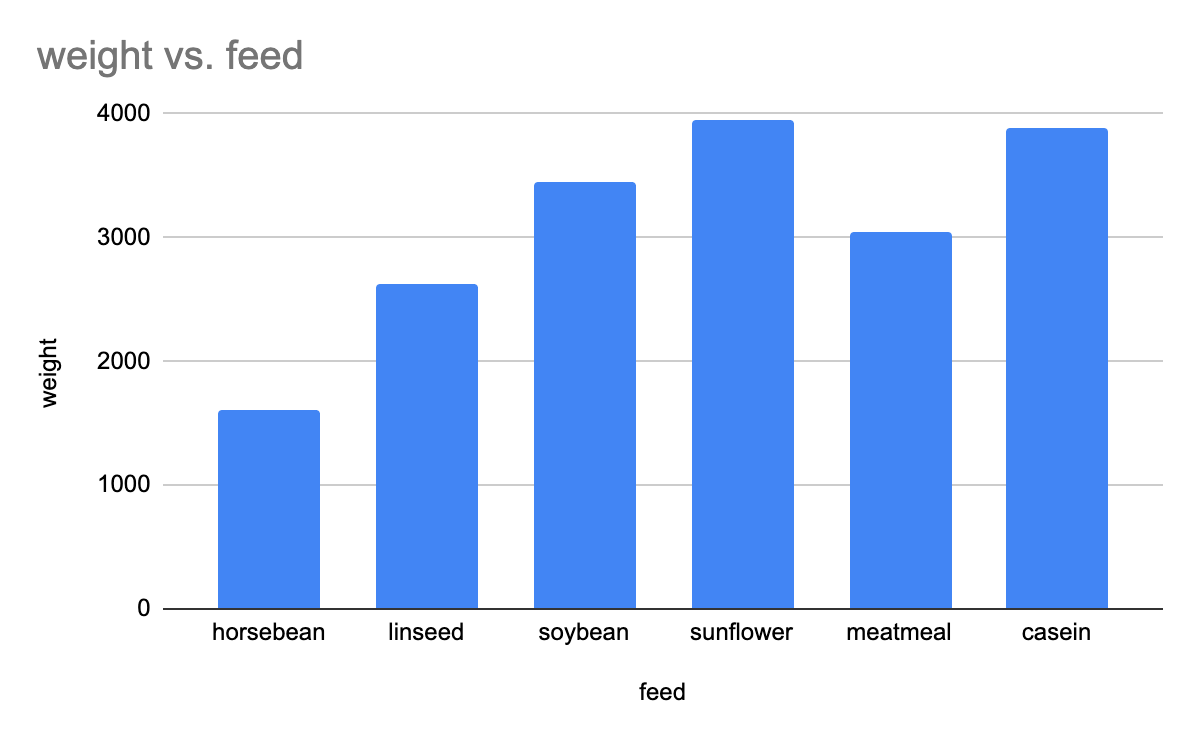 weight vs. feed
4000
3000
2000
1000
0
weight
horsebean linseed soybean sunflower meatmeal casein
feed